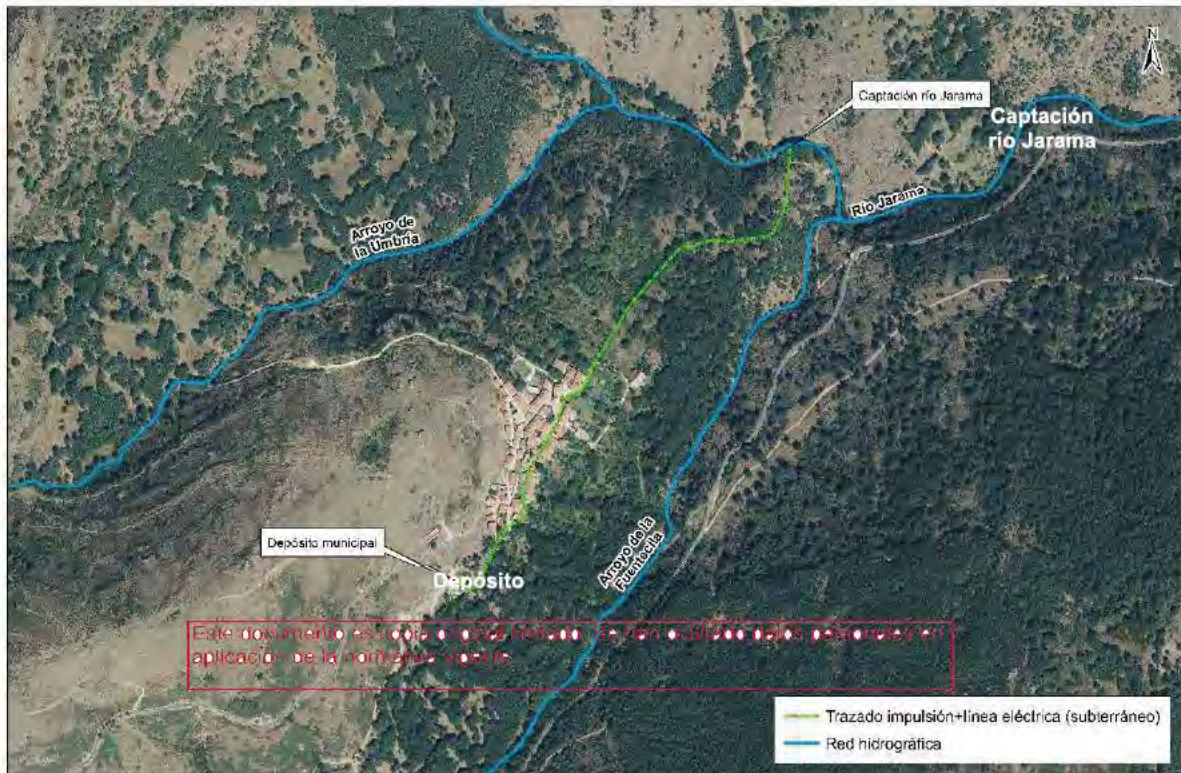 N
Captación río Jarama
Captación
río Jarama
Río Jarama
Arroyo de
la Umbría
Depósito municipal
Depósito
Arroyo de la
Fuentecila
Este documento es copia original firmado. Se han ocultado datos personales en
aplicación de la normativa vigente
Trazado impulsión+línea eléctrica (subterráneo)
Red hidrográfica